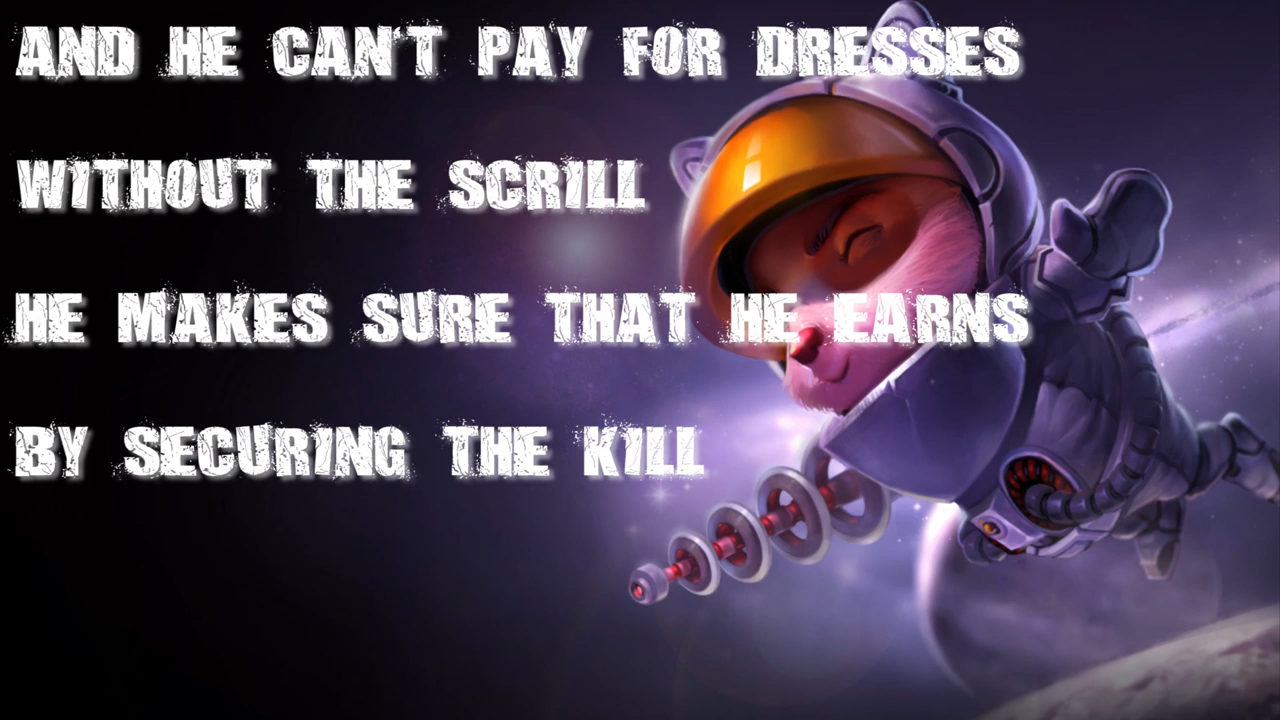 AND HE CAN'T PAY FOR DRESSES
WITHOUT THE SCRILL
HE MAKES SURE THAT HE EARNS
BY SECURING THE KILL